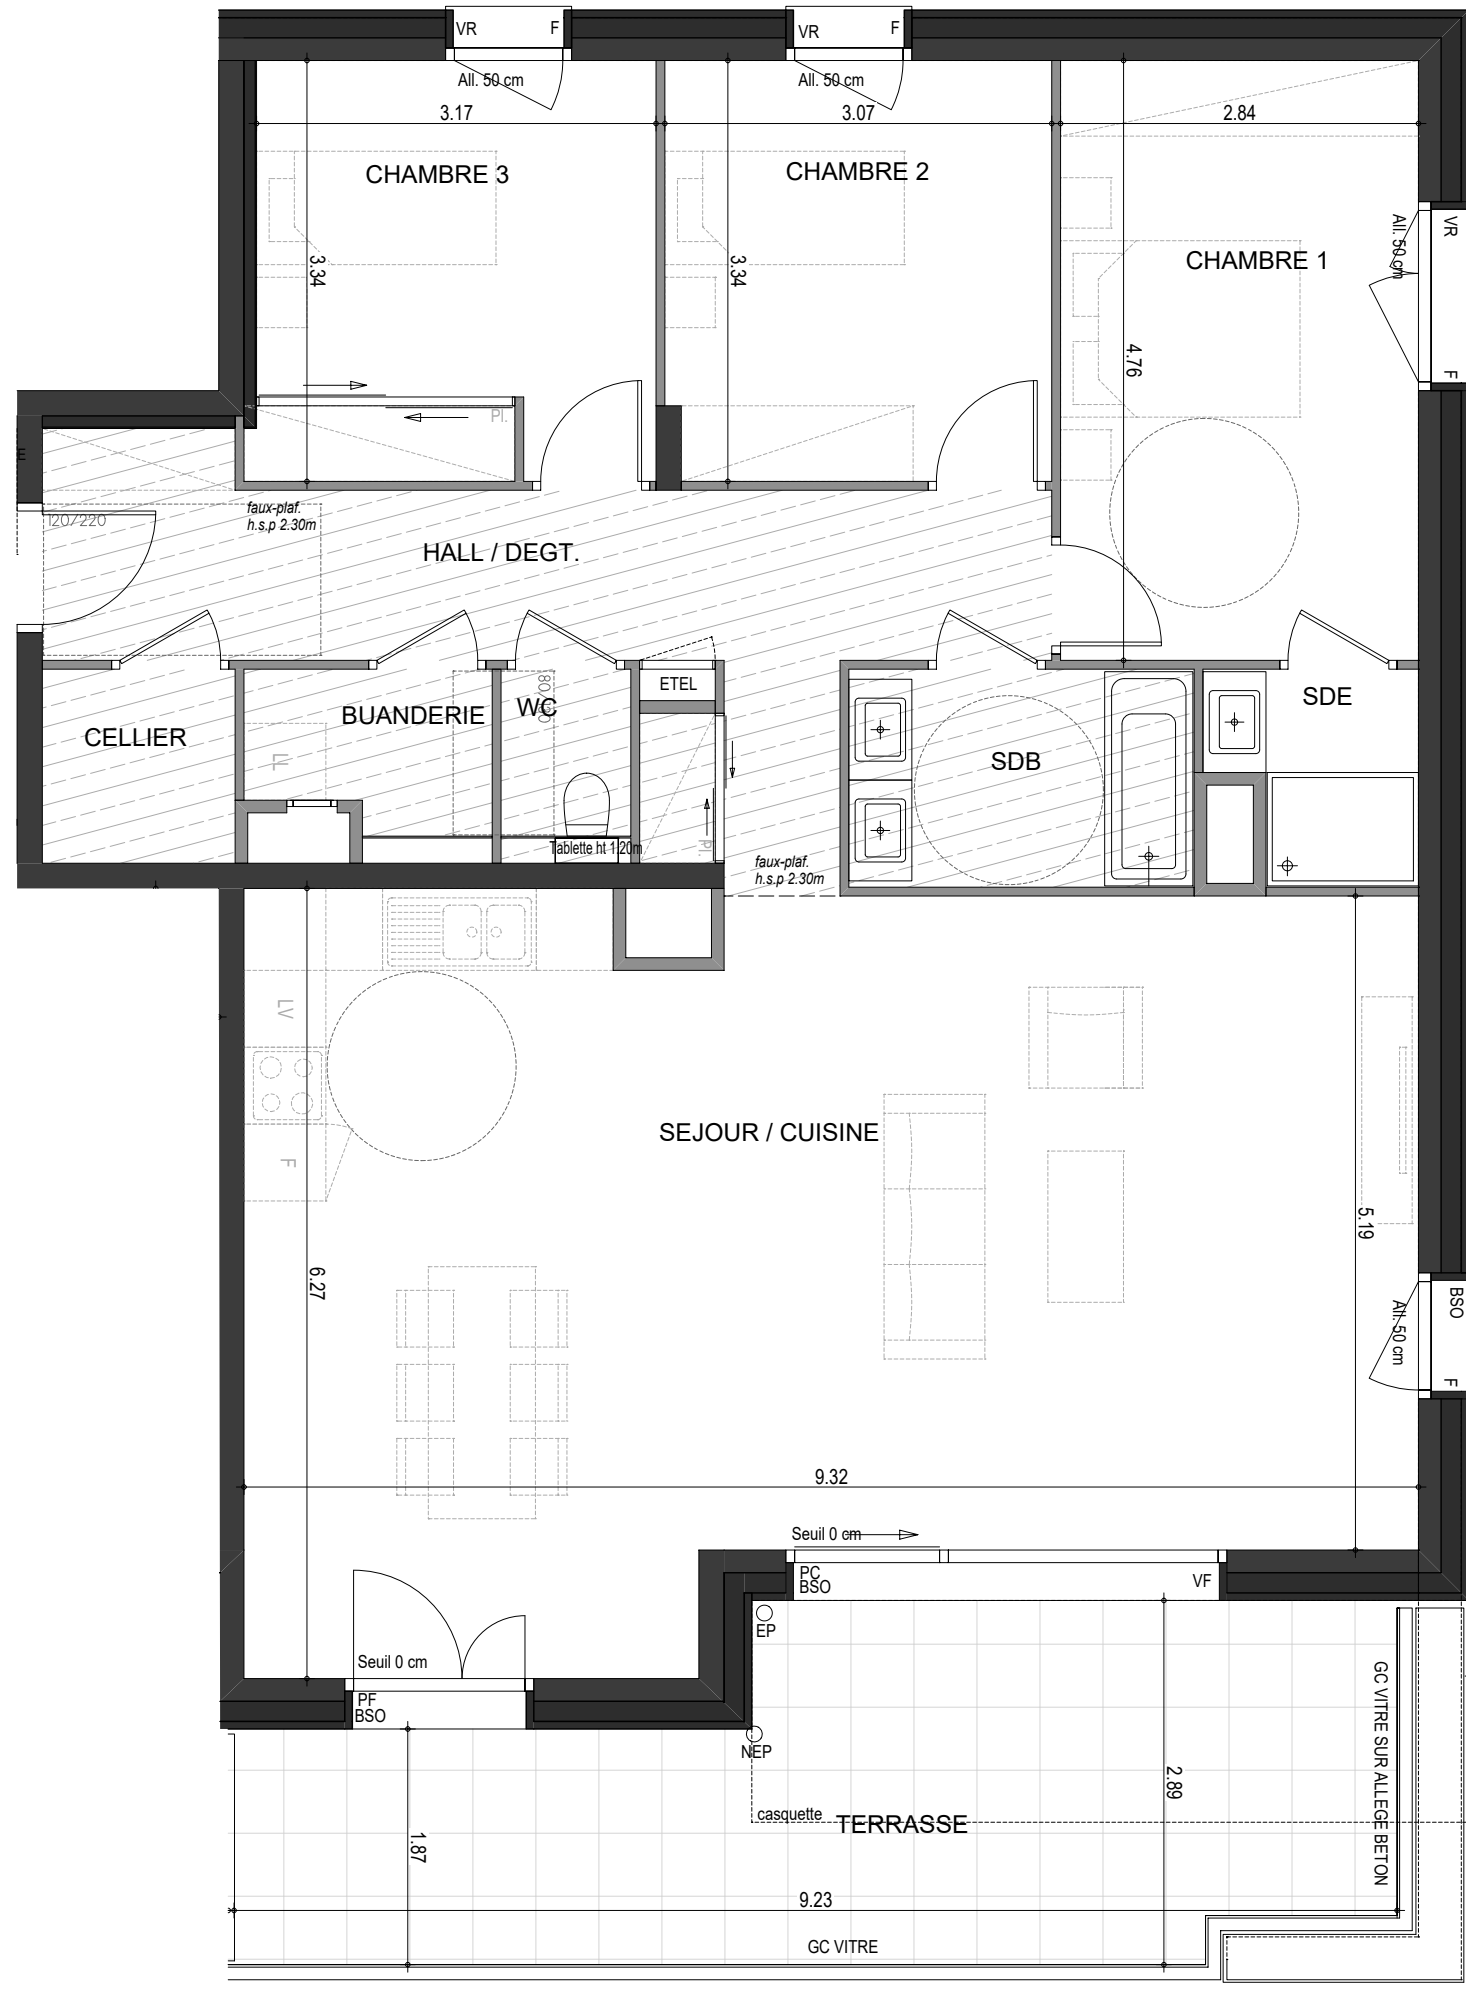 VR
F
VR
F
All. 50 cm
All. 50 cm
3.17
3.07
2.84
CHAMBRE 3
CHAMBRE 2
CHAMBRE 1
VR
All. 50 cm
F
3.34
3.34
4.76
Pl.
120/220
faux-plaf.
h.s.p 2.30m
HALL / DEGT.
ETEL
CELLIER
BUANDERIE
WC
LL
SDB
SDE
Tablette ht 1.20m
Pl.
faux-plaf.
h.s.p 2.30m
LV
F
SEJOUR / CUISINE
6.27
5.19
BSO
All. 50 cm
F
9.32
Seuil 0 cm
PC
BSO
VF
EP
Seuil 0 cm
PF
BSO
NEP
casquette
TERRASSE
2.89
1.87
9.23
GC VITRE
GC VITRE SUR ALLEGE BETON